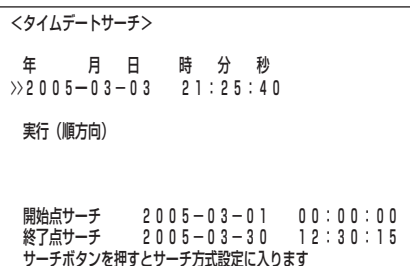 ＜タイムデートサーチ＞
年　月　日　時　分　秒
≫２００５－０３－０３　２１：２５：４０
実行（順方向）
開始点サーチ　２００５－０３－０１　００：００：００
終了点サーチ　２００５－０３－３０　１２：３０：１５
サーチボタンを押すとサーチ方式設定に入ります